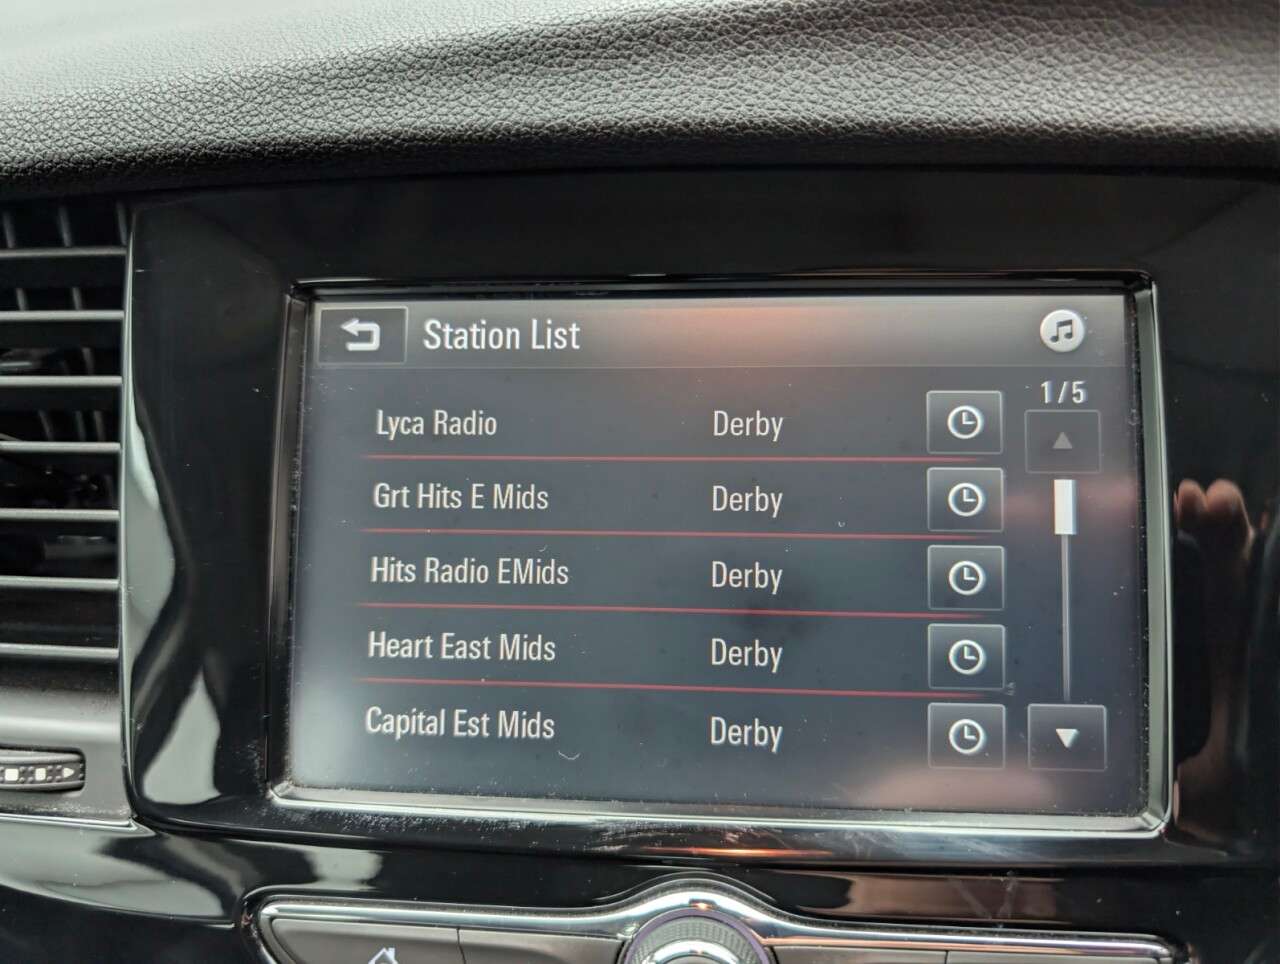 Station List
1/5
Lyca Radio Derby
Grt Hits E Mids Derby
Hits Radio EMids Derby
Heart East Mids Derby
Capital Est Mids Derby